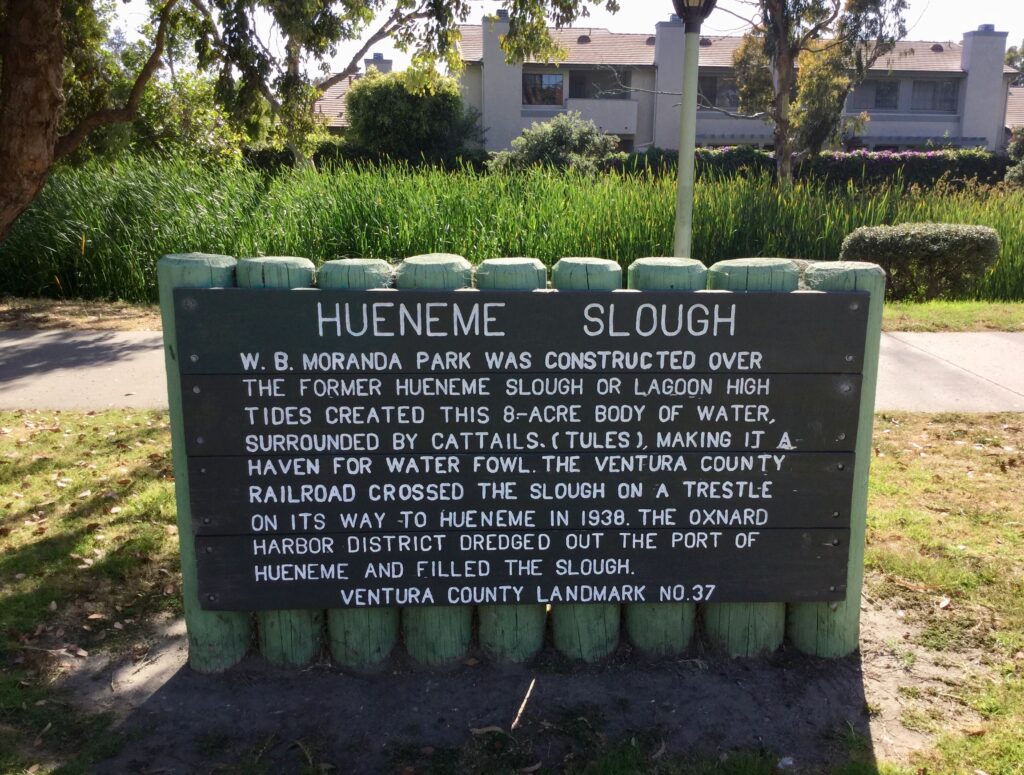 HUENEME SLOUGH
W. B. MORANDA PARK WAS CONSTRUCTED OVER
THE FORMER HUENEME SLOUGH OR LAGOON HIGH
TIDES CREATED THIS 8-ACRE BODY OF WATER,
SURROUNDED BY CATTAILS. (TULES), MAKING IT A
HAVEN FOR WATER FOWL. THE VENTURA COUNTY
RAILROAD CROSSED THE SLOUGH ON A TRESTLE
ON ITS WAY TO HUENEME IN 1938. THE OXNARD
HARBOR DISTRICT DREDGED OUT THE PORT OF
HUENEME AND FILLED THE SLOUGH.
VENTURA COUNTY LANDMARK NO.37